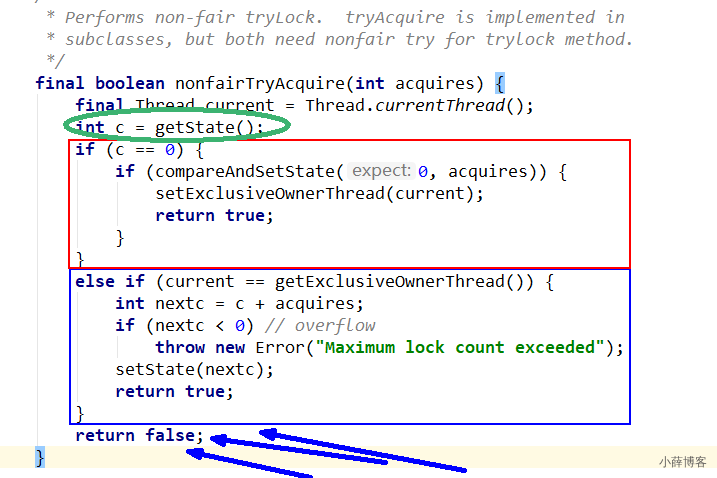 * Performs non-fair tryLock.  tryAcquire is implemented in
* subclasses, but both need nonfair try for trylock method.
*/
final boolean nonfairTryAcquire(int acquires) {
final Thread current = Thread.currentThread();
int c = getState();
if (c == 0) {
if (compareAndSetState( expect: 0, acquires)) {
setExclusiveOwnerThread(current);
return true;
}
}
else if (current == getExclusiveOwnerThread()) {
int nextc = c + acquires;
if (nextc < 0) // overflow
throw new Error("Maximum lock count exceeded");
setState(nextc);
return true;
}
return false;
}
小薛博客